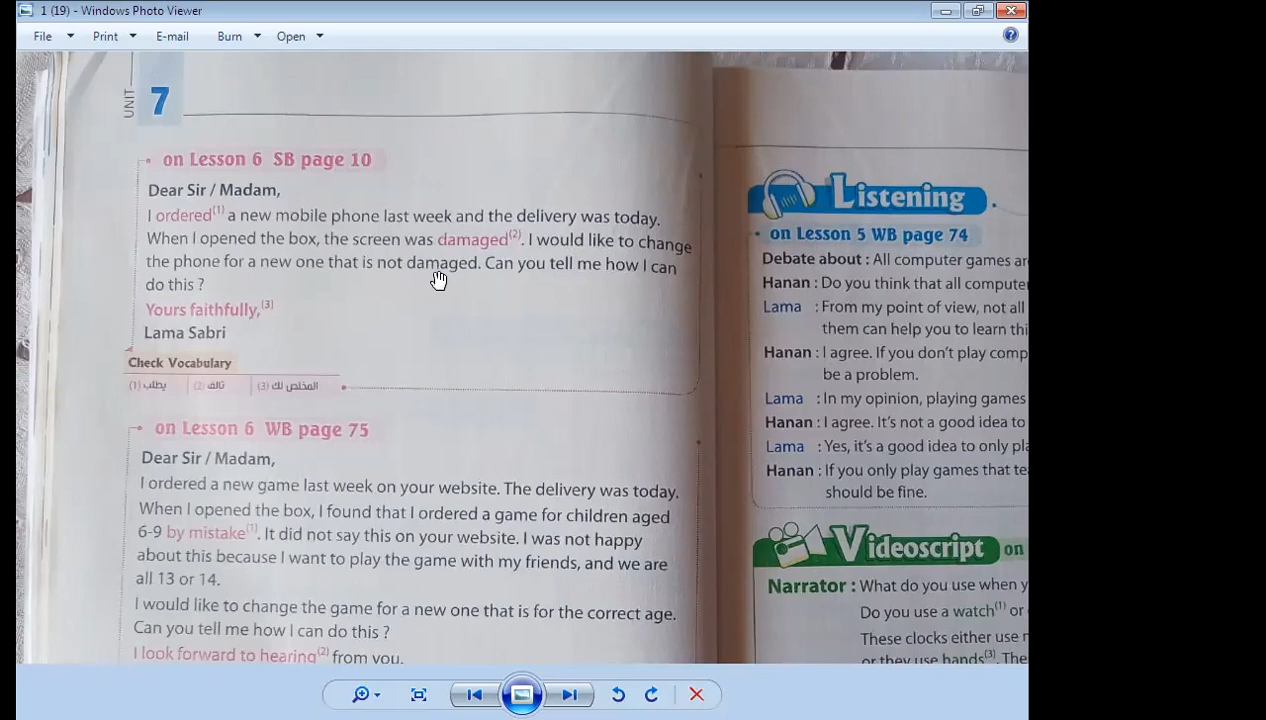 1 (19) - Windows Photo Viewer
File Print E-mail Burn Open
UNIT 7
on Lesson 6 SB page 10
Dear Sir / Madam,
I ordered(1) a new mobile phone last week and the delivery was today.
When I opened the box, the screen was damaged(2). I would like to change
the phone for a new one that is not damaged. Can you tell me how I can
do this ?
Yours faithfully,(3)
Lama Sabri
Check Vocabulary
(1) يطلب (2) تالف (3) المخلص لك
on Lesson 6 WB page 75
Dear Sir / Madam,
I ordered a new game last week on your website. The delivery was today.
When I opened the box, I found that I ordered a game for children aged
6-9 by mistake(1). It did not say this on your website. I was not happy
about this because I want to play the game with my friends, and we are
all 13 or 14.
I would like to change the game for a new one that is for the correct age.
Can you tell me how I can do this ?
I look forward to hearing(2) from you.
Listening
on Lesson 5 WB page 74
Debate about : All computer games are
Hanan : Do you think that all compute
Lama : From my point of view, not all
them can help you to learn thi
Hanan : I agree. If you don't play comp
be a problem.
Lama : In my opinion, playing games
Hanan : I agree. It's not a good idea to
Lama : Yes, it's a good idea to only pla
Hanan : If you only play games that te
should be fine.
Videoscript on
Narrator : What do you use when y
Do you use a watch(1) or
These clocks either use n
or they use hands(3). The